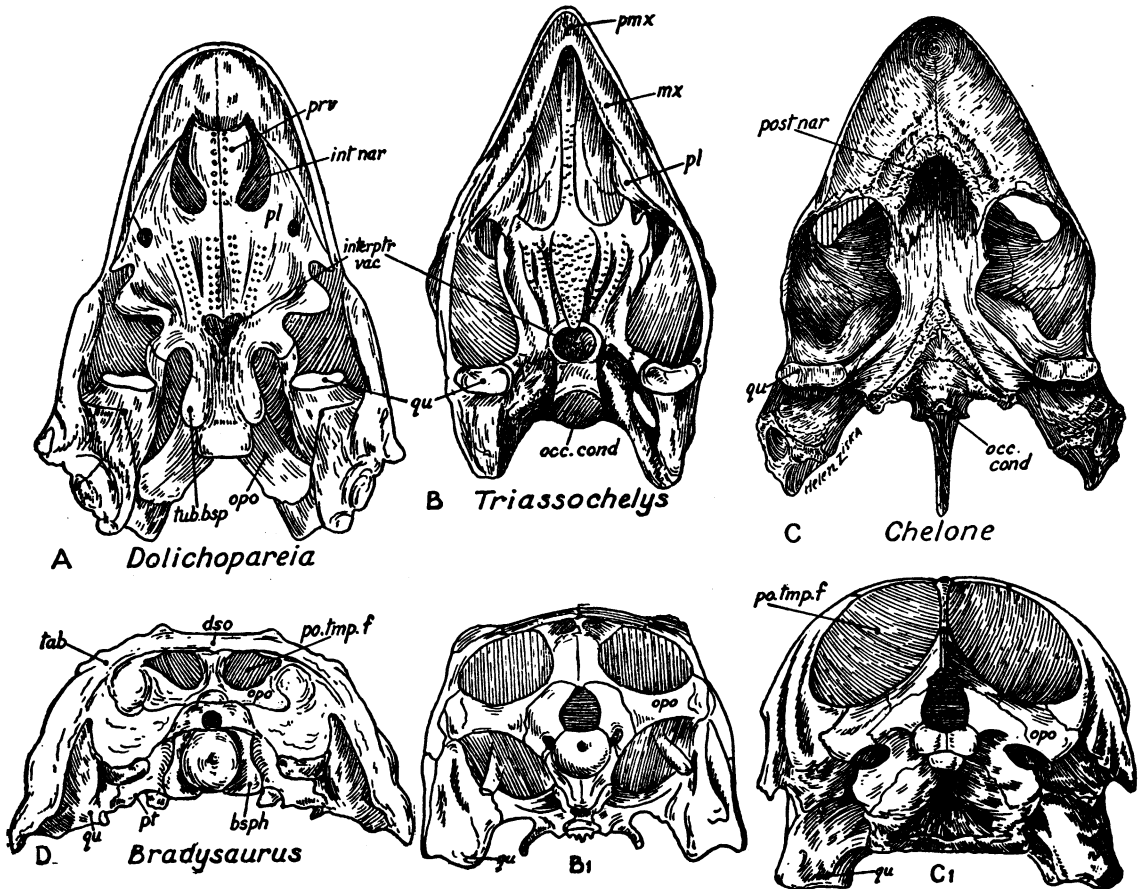 prv
int nar
pl
interptr
vac
qu
opo
tub.bsp
A Dolichopareia
pmx
mx
pl
occ.cond
B Triassochelys
post nar
qu
occ.
cond
Helen Ziska
C Chelone
tab
dso
po.tmp.f
opo
qu
pt
bsph
D. Bradysaurus
opo
qu
B1
po.tmp.f
opo
qu
C1